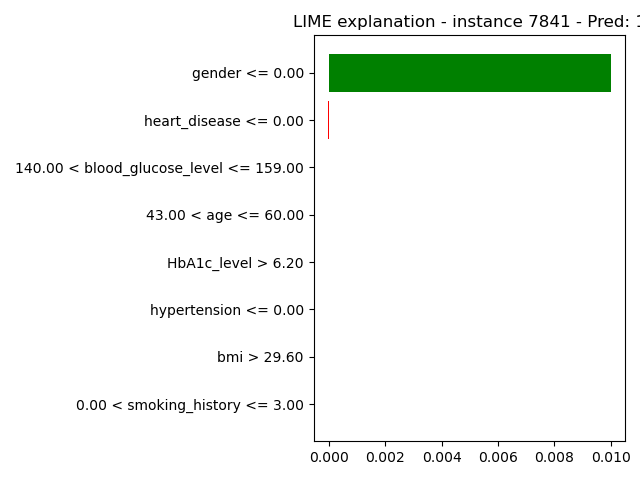 LIME explanation - instance 7841 - Pred: 1
gender <= 0.00
heart_disease <= 0.00
140.00 < blood_glucose_level <= 159.00
43.00 < age <= 60.00
HbA1c_level > 6.20
hypertension <= 0.00
bmi > 29.60
0.00 < smoking_history <= 3.00
0.000 0.002 0.004 0.006 0.008 0.010